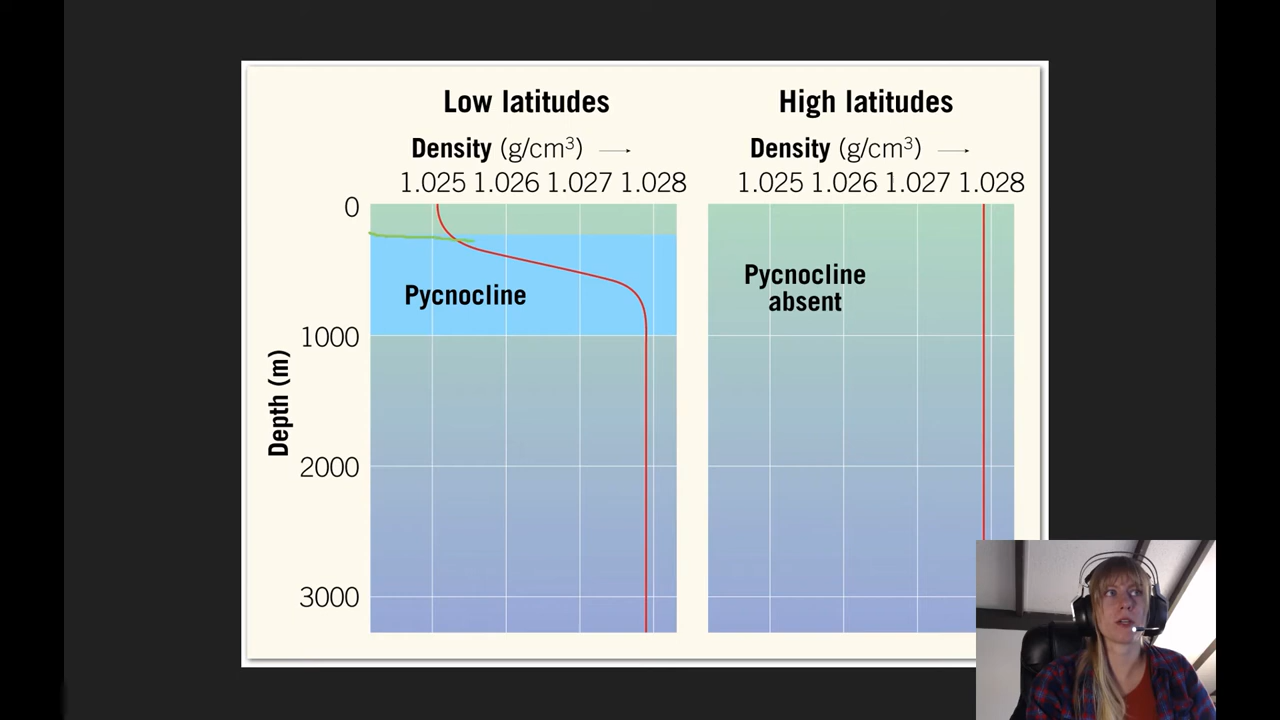 Low latitudes
Density (g/cm³) →
1.025 1.026 1.027 1.028
0
1000
2000
3000
Depth (m)
Pycnocline
High latitudes
Density (g/cm³) →
1.025 1.026 1.027 1.028
Pycnocline
absent